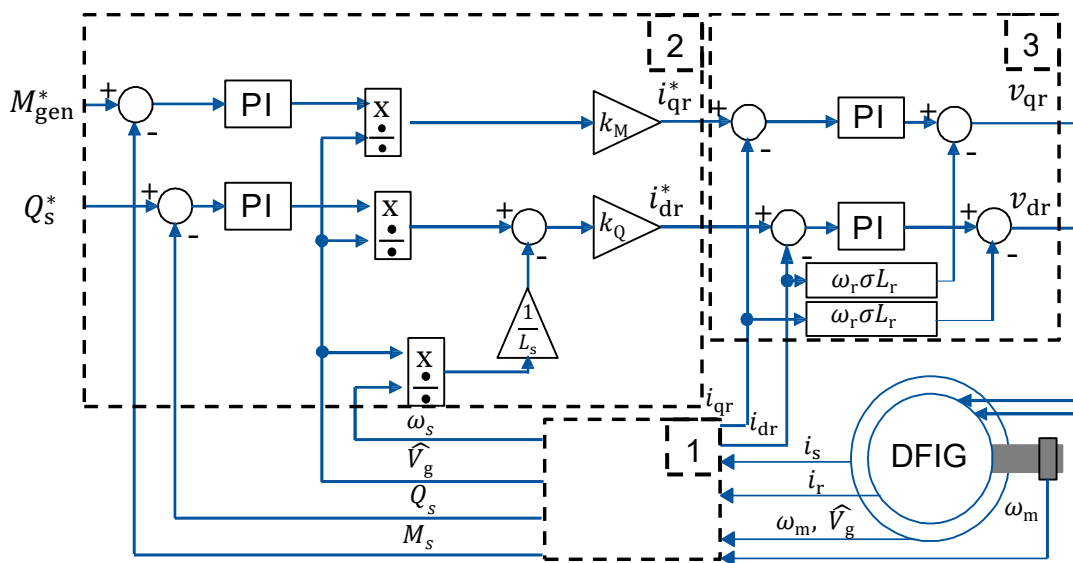 2
3
M*gen
+
-
PI
x
÷
kM
i*qr
+
-
PI
+
-
vqr
Q*s
+
-
PI
x
÷
+
-
kQ
i*dr
+
-
PI
+
-
vdr
ωrσLr
ωrσLr
1/Ls
x
÷
iqr
idr
ωs
V̂g
Qs
Ms
1
is
ir
ωm, V̂g
DFIG
ωm